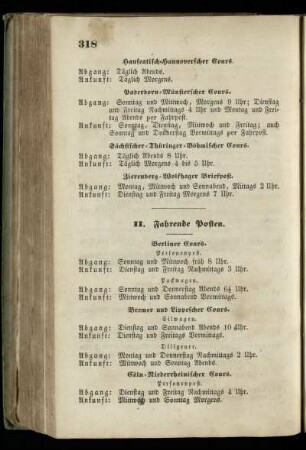 318
Hanseatisch-Hannoverscher Cours.
Abgang: Täglich Abends.
Ankunft: Täglich Morgens.
Paderborn-Münsterscher Cours.
Abgang: Sonntag und Mittwoch, Morgens 9 Uhr; Dienstag
und Freitag Nachmittags 4 Uhr und Montag und Frei-
tag Abends per Fahrpost.
Ankunft: Sonntag, Dienstag, Mittwoch und Freitag; auch
Sonntag und Donnerstag Vormittags per Fahrpost.
Sächsischer-Thüringer-Böhmischer Cours.
Abgang: Täglich Abends 8 Uhr.
Ankunft: Täglich Morgens 4 bis 5 Uhr.
Zierenberg-Wolfhager Briefpost.
Abgang: Montag, Mittwoch und Sonnabend, Mittags 2 Uhr.
Ankunft: Dienstag und Freitag Morgens 7 Uhr.
II. Fahrende Posten.
Berliner Cours.
Personenpost.
Abgang: Sonntag und Mittwoch früh 8 Uhr.
Ankunft: Dienstag und Freitag Nachmittags 3 Uhr.
Packwagen.
Abgang: Sonntag und Donnerstag Abends Uhr.
Ankunft: Mittwoch und Sonnabend Vormittags.
Bremer und Lippescher Cours.
Eilwagen.
Abgang: Dienstag und Sonnabend Abends 10 Uhr.
Ankunft: Dienstag und Freitags Vormittags.
Diligence.
Abgang: Montag und Donnerstag Nachmittags 2 Uhr.
Ankunft: Mittwoch und Sonntag Abends.
Cöln-Niederrheinischer Cours.
Personenpost.
Abgang: Dienstag und Freitag Nachmittags 4 Uhr.
Ankunft: Mittwoch und Sonntag Morgens.